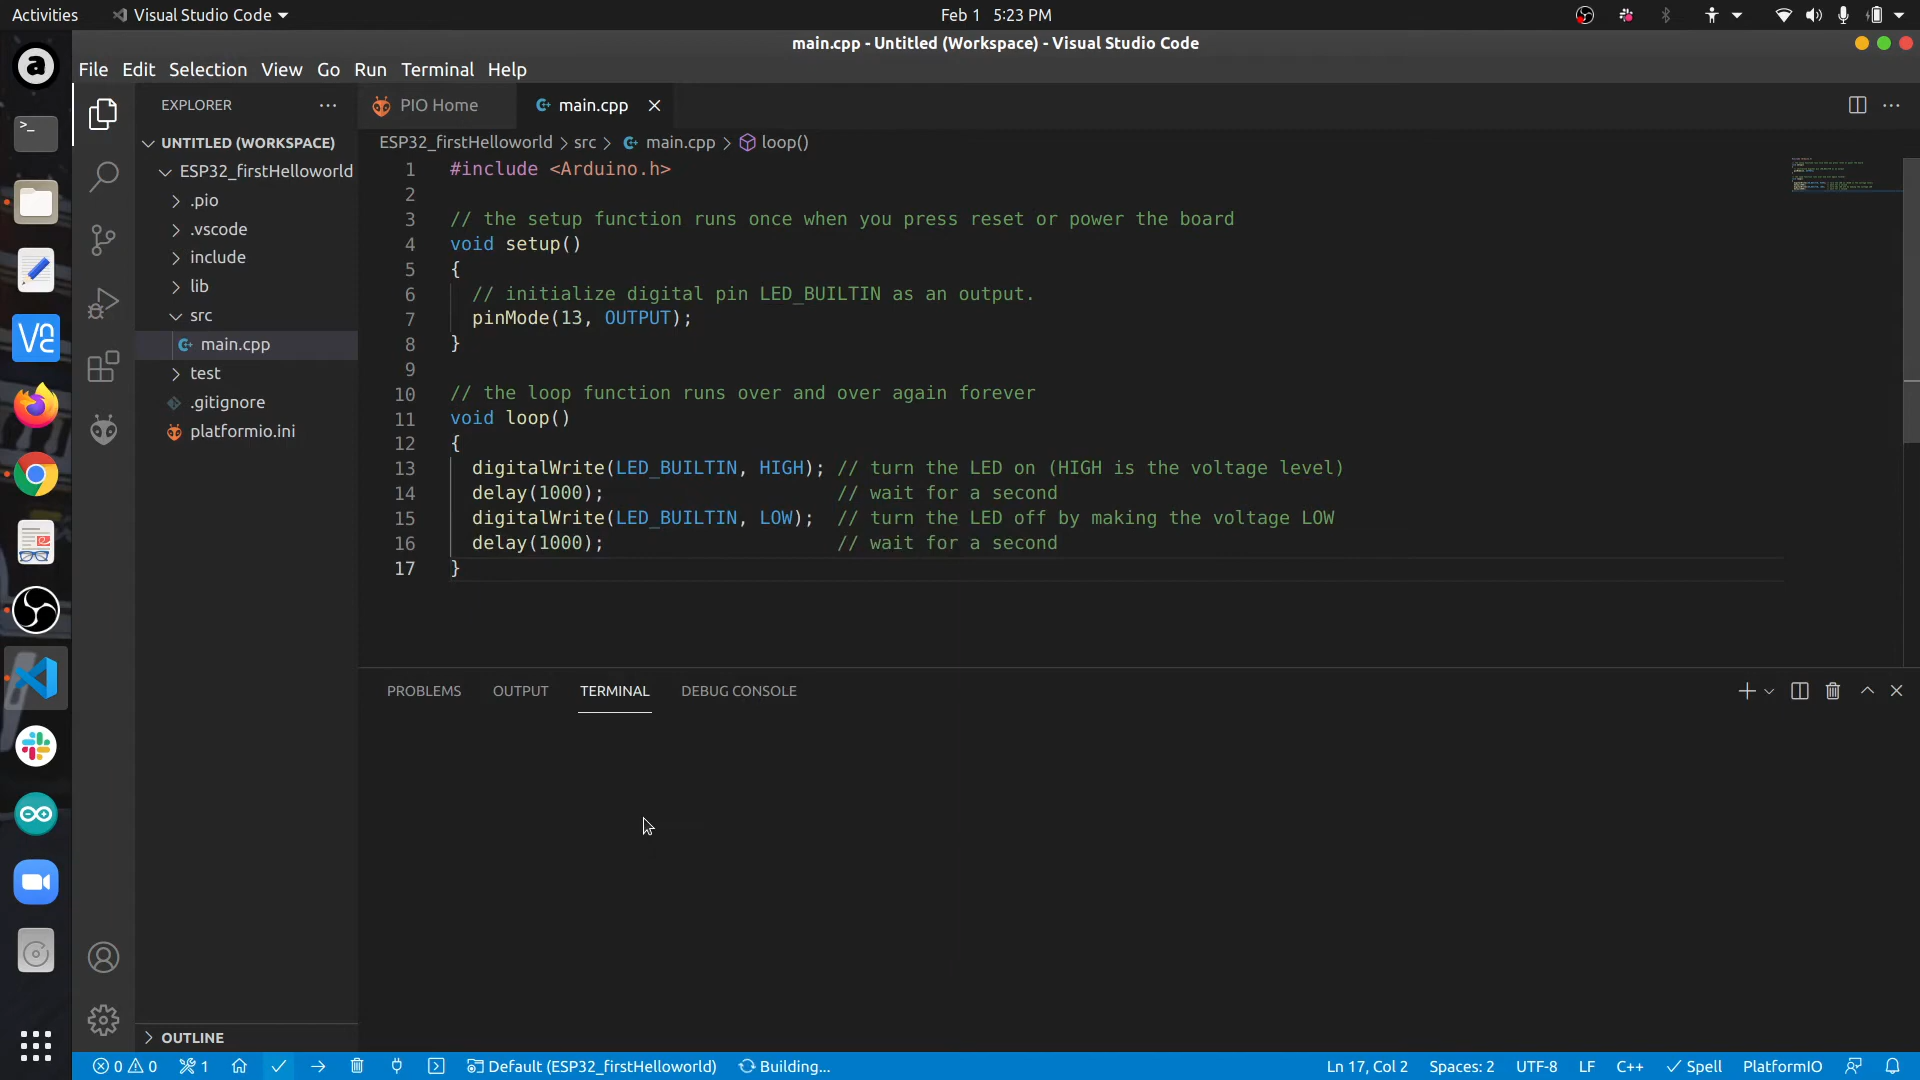 Activities
Visual Studio Code
Feb 1 5:23 PM
main.cpp - Untitled (Workspace) - Visual Studio Code
File Edit Selection View Go Run Terminal Help
EXPLORER
UNTITLED (WORKSPACE)
ESP32_firstHelloworld
.pio
.vscode
include
lib
src
main.cpp
test
.gitignore
platformio.ini
OUTLINE
PIO Home
main.cpp
ESP32_firstHelloworld > src > main.cpp > loop()
1 #include <Arduino.h>
2
3 // the setup function runs once when you press reset or power the board
4 void setup()
5 {
6 // initialize digital pin LED_BUILTIN as an output.
7 pinMode(13, OUTPUT);
8 }
9
10 // the loop function runs over and over again forever
11 void loop()
12 {
13 digitalWrite(LED_BUILTIN, HIGH); // turn the LED on (HIGH is the voltage level)
14 delay(1000); // wait for a second
15 digitalWrite(LED_BUILTIN, LOW); // turn the LED off by making the voltage LOW
16 delay(1000); // wait for a second
17 }
PROBLEMS OUTPUT TERMINAL DEBUG CONSOLE
0 0 1 Default (ESP32_firstHelloworld) Building... Ln 17, Col 2 Spaces: 2 UTF-8 LF C++ Spell PlatformIO